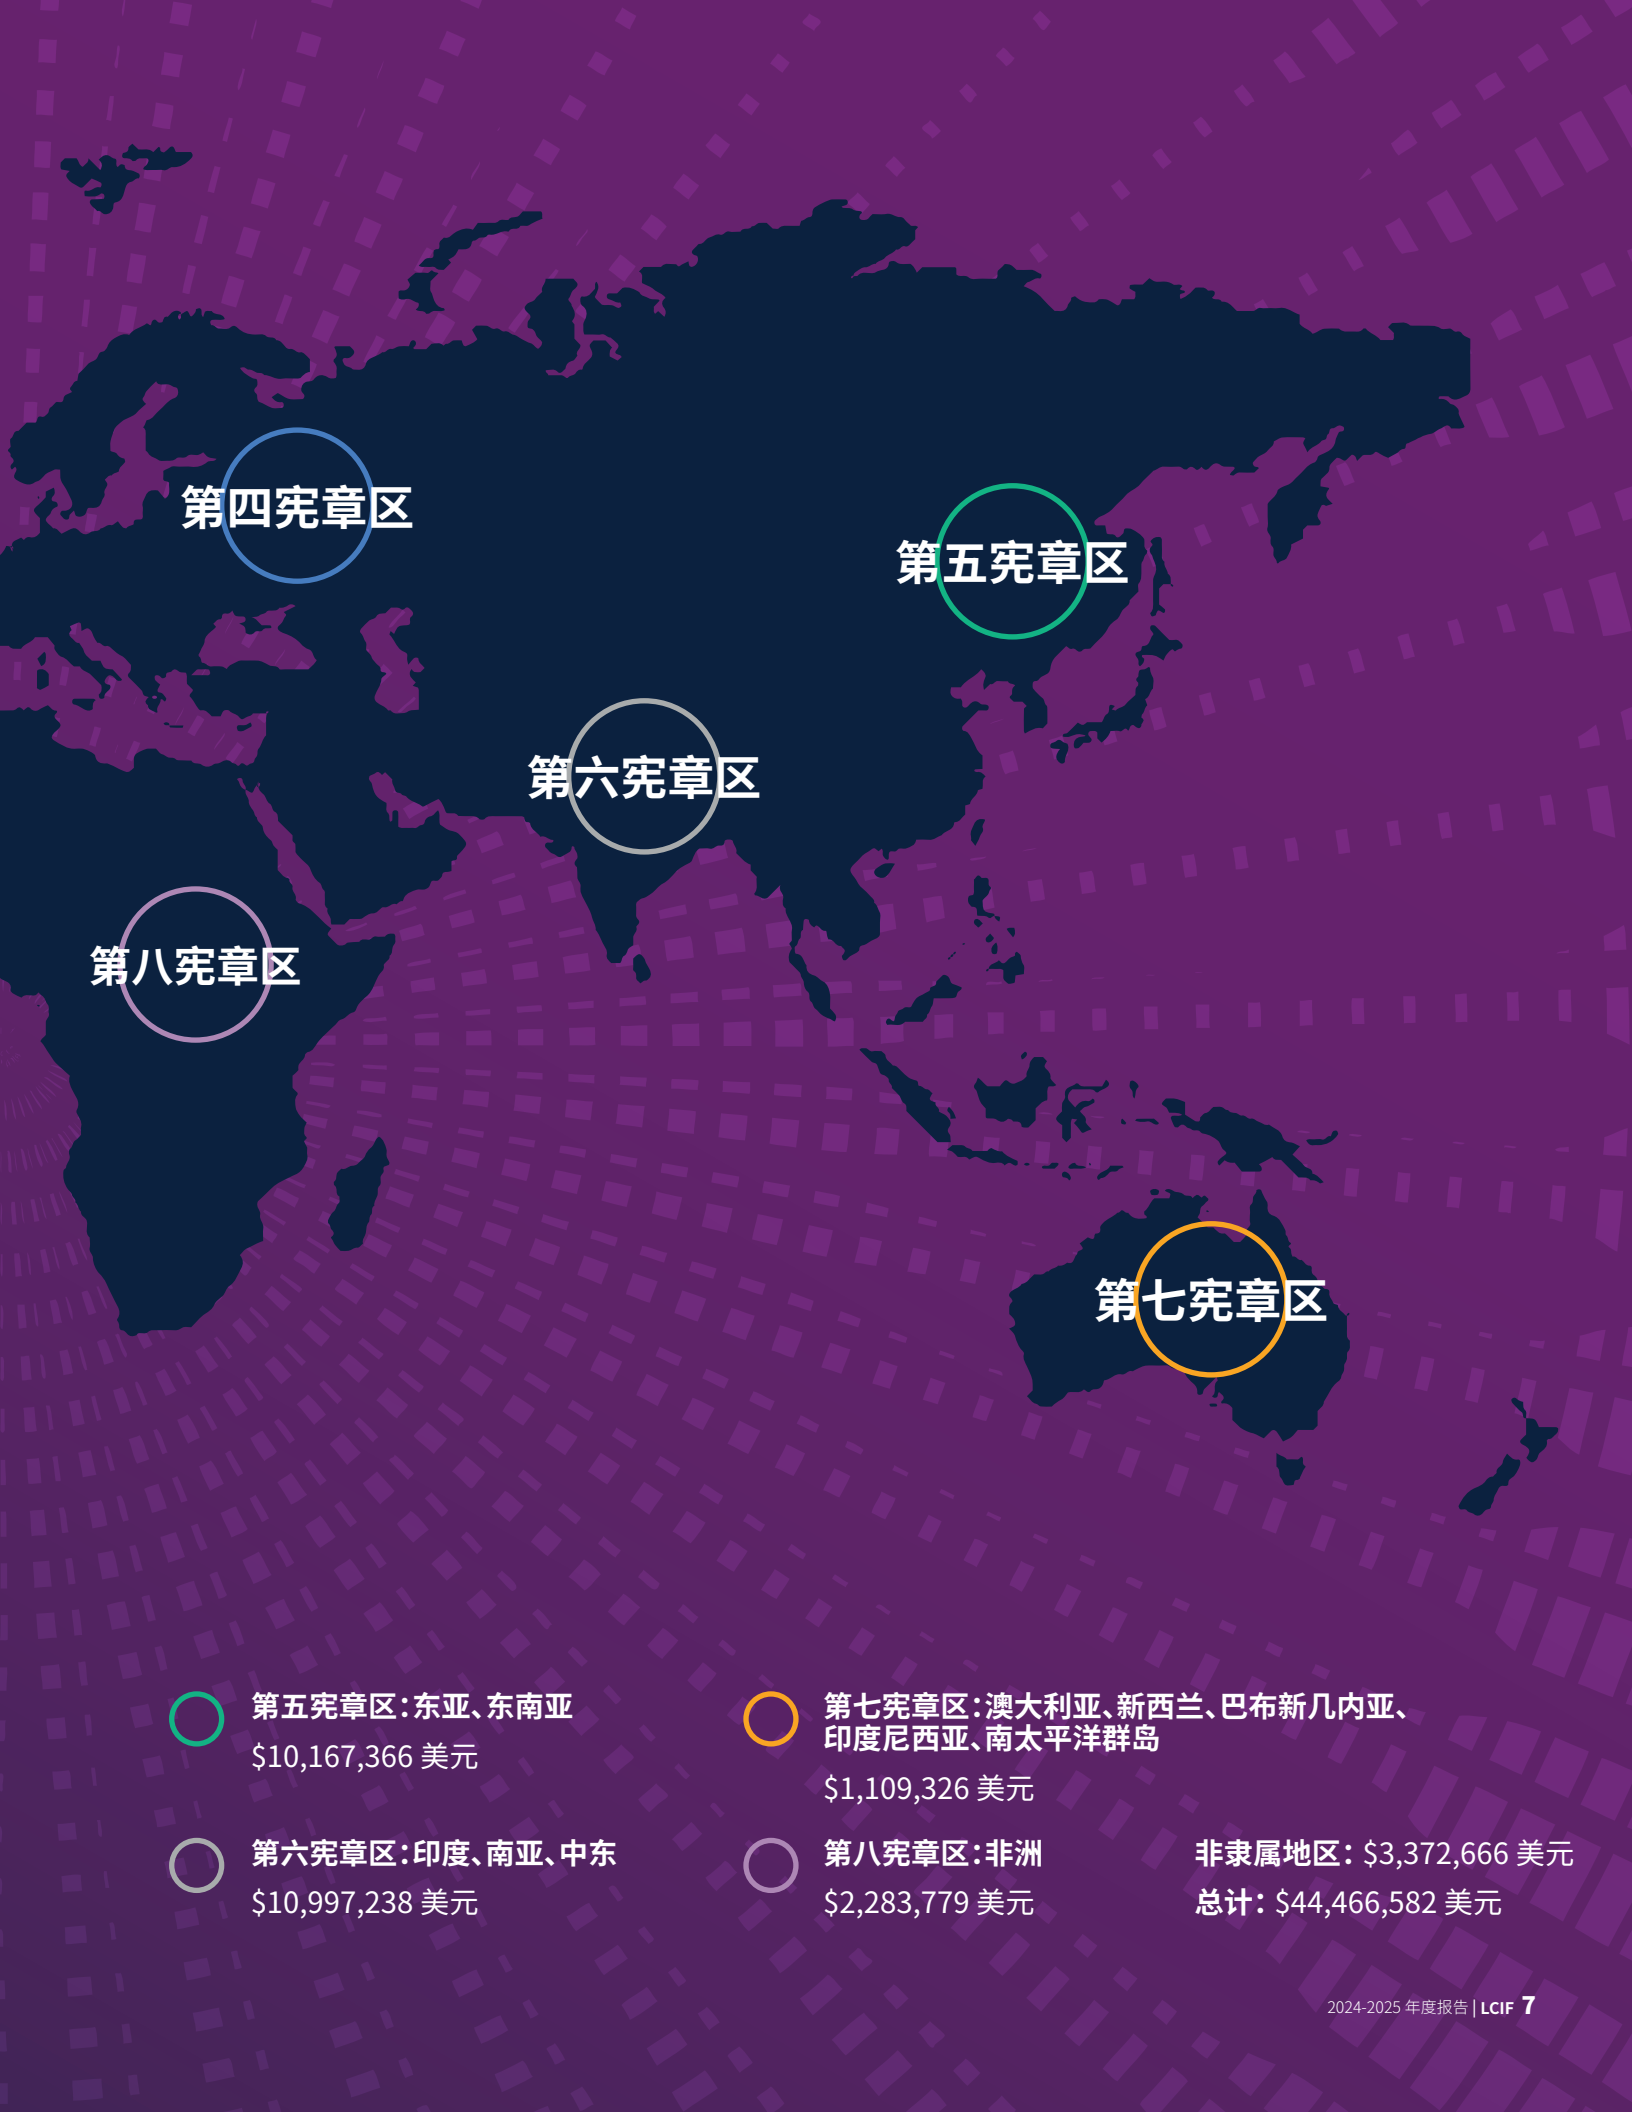 第四宪章区
第五宪章区
第六宪章区
第八宪章区
第七宪章区
第五宪章区：东亚、东南亚
$10,167,366 美元
第七宪章区：澳大利亚、新西兰、巴布新几内亚、
印度尼西亚、南太平洋群岛
$1,109,326 美元
第六宪章区：印度、南亚、中东
$10,997,238 美元
第八宪章区：非洲
$2,283,779 美元
非隶属地区： $3,372,666 美元
总计： $44,466,582 美元
2024-2025 年度报告 | LCIF 7